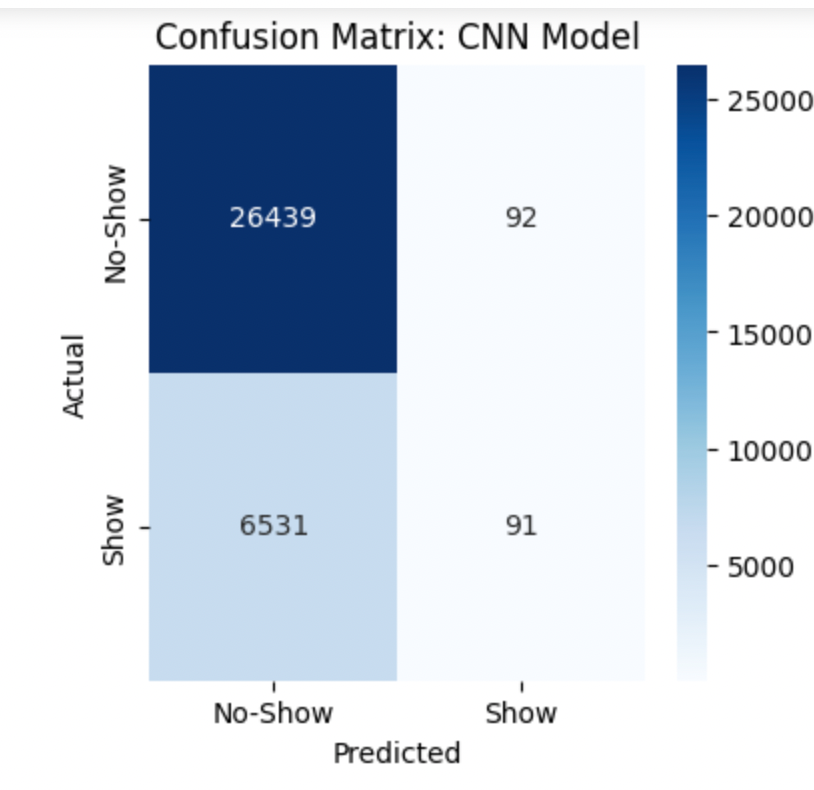 Confusion Matrix: CNN Model
Actual
No-Show
26439
92
Show
6531
91
No-Show
Show
Predicted
25000
20000
15000
10000
5000